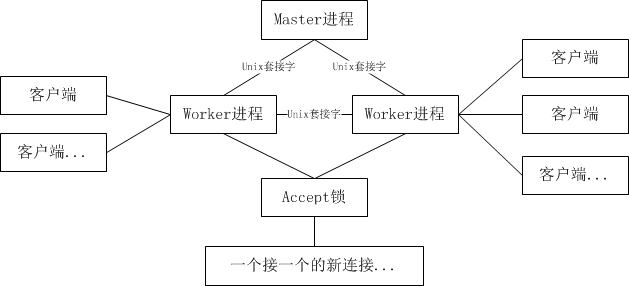 Master进程
Unix套接字
Unix套接字
客户端
客户端
Worker进程
Unix套接字
Worker进程
客户端
客户端...
客户端...
Accept锁
一个接一个的新连接...